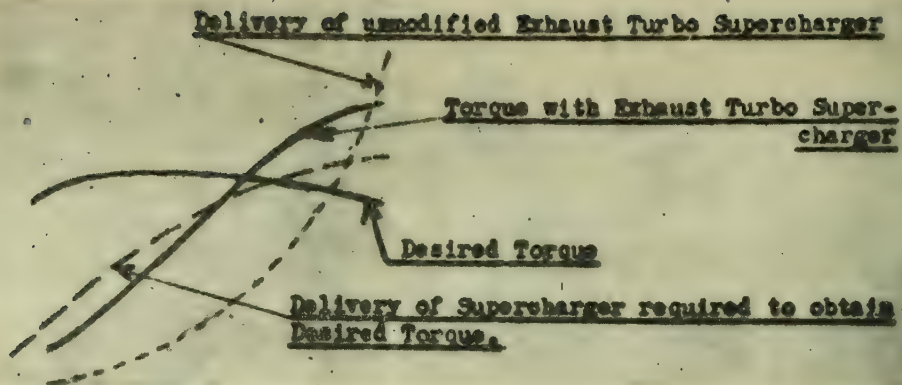 Delivery of unmodified Exhaust Turbo Supercharger
Torque with Exhaust Turbo Super-
charger
Desired Torque
Delivery of Supercharger required to obtain
Desired Torque.